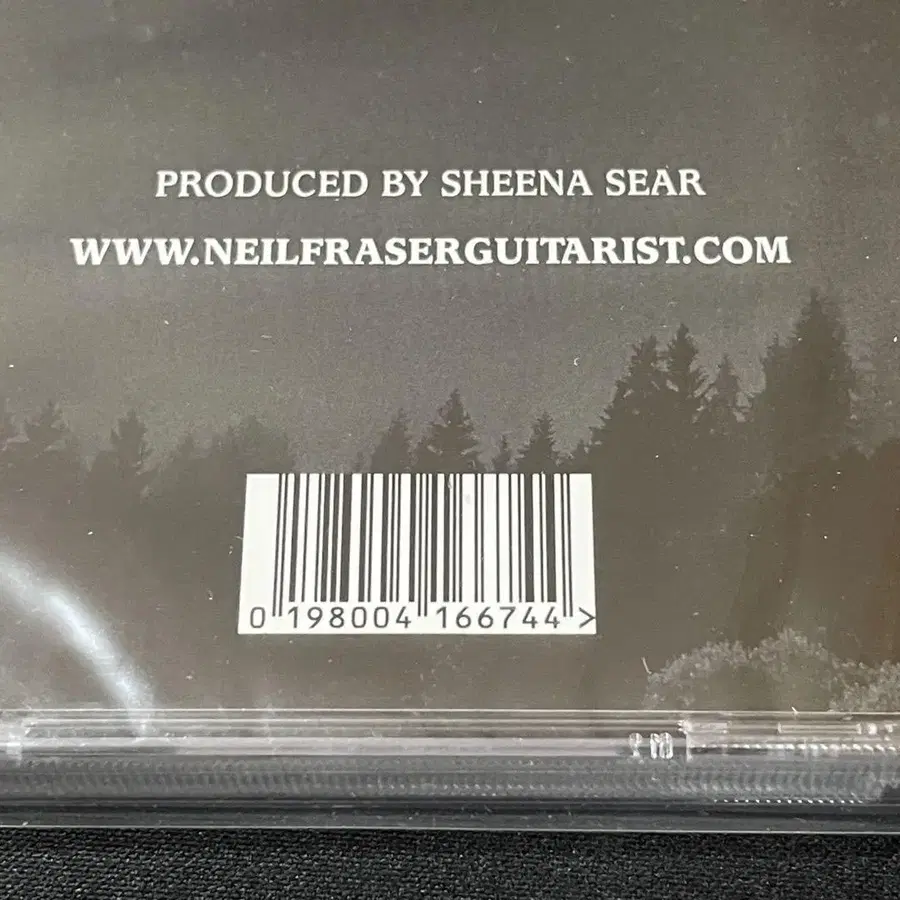 PRODUCED BY SHEENA SEAR
WWW.NEILFRASERGUITARIST.COM
0 198004 166744 >